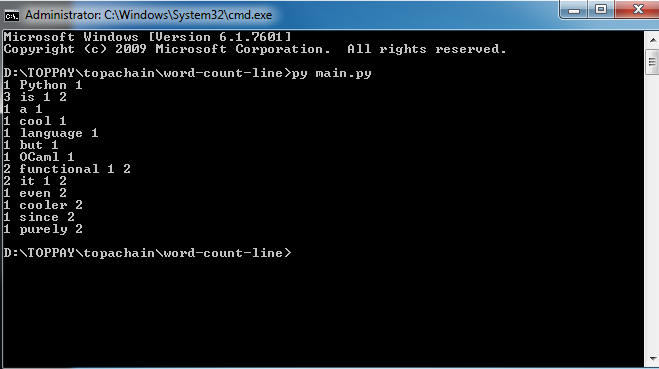 Administrator: C:\Windows\System32\cmd.exe
Microsoft Windows [Version 6.1.7601]
Copyright (c) 2009 Microsoft Corporation.  All rights reserved.
D:\TOPPAY\topachain\word-count-line>py main.py
1 Python 1
3 is 1 2
1 a 1
1 cool 1
1 language 1
1 but 1
1 OCaml 1
2 functional 1 2
2 it 1 2
1 even 2
1 cooler 2
1 since 2
1 purely 2
D:\TOPPAY\topachain\word-count-line>